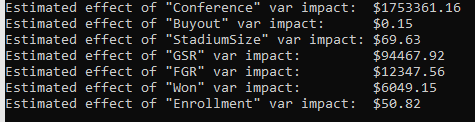 Estimated effect of "Conference" var impact: $1753361.16
Estimated effect of "Buyout" var impact: $0.15
Estimated effect of "StadiumSize" var impact: $69.63
Estimated effect of "GSR" var impact: $94467.92
Estimated effect of "FGR" var impact: $12347.56
Estimated effect of "Won" var impact: $6049.15
Estimated effect of "Enrollment" var impact: $50.82